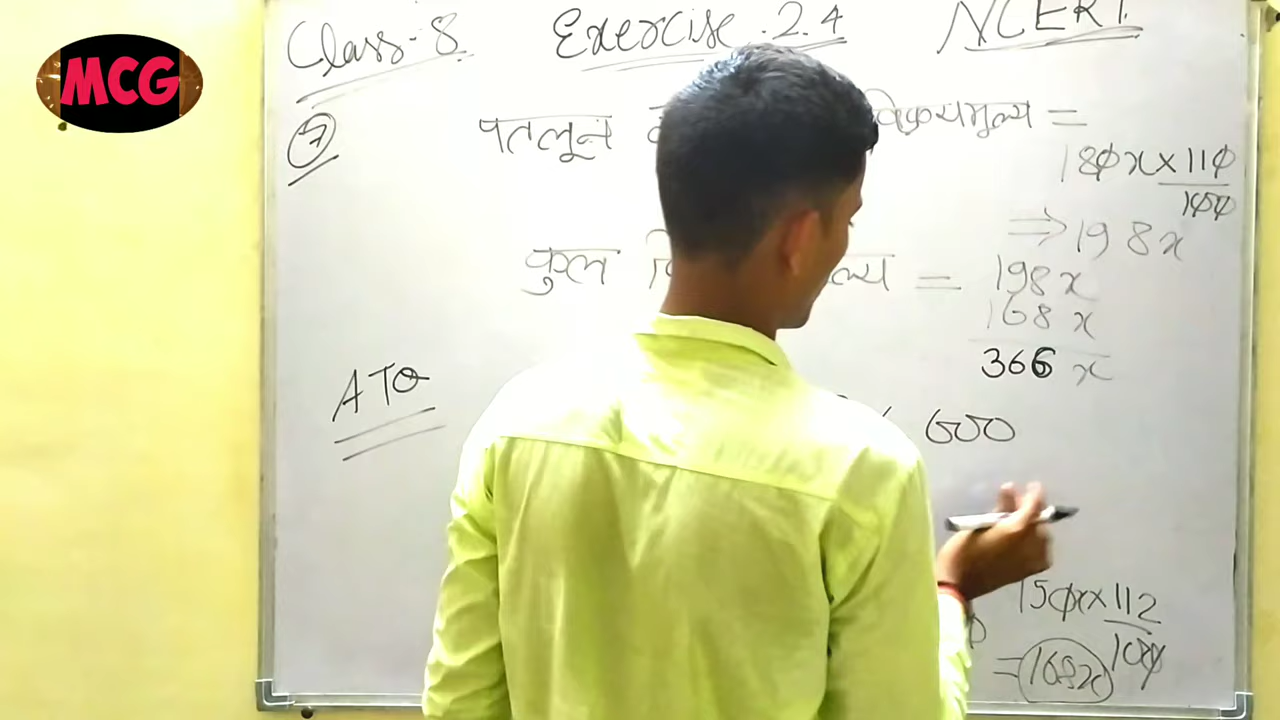 MCG
Class-8 Exercise 2.4 NCERT
7
पतलून विक्रयमूल्य =
180x × 110
100
⇒ 198x
कुल = 198x
168x
366x
ATQ
600
150x × 112
100
= 168x